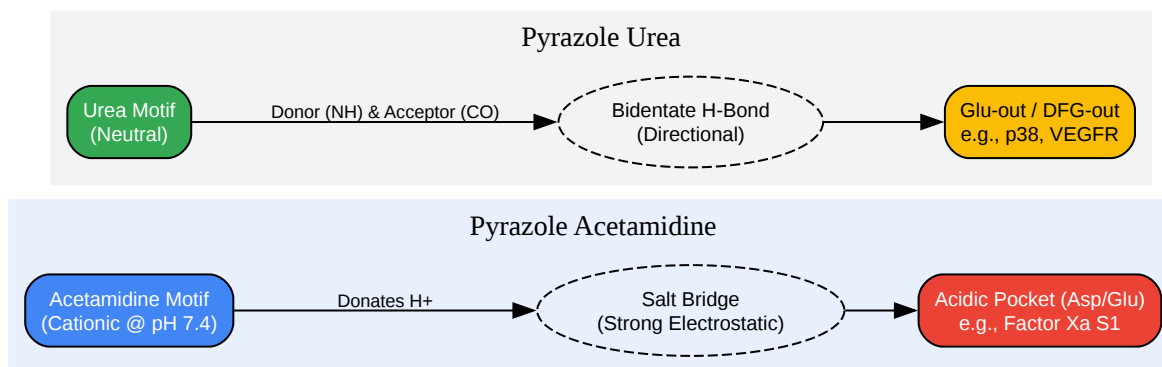 Pyrazole Urea
Urea Motif
(Neutral)
Donor (NH) & Acceptor (CO)
Bidentate H-Bond
(Directional)
Glu-out / DFG-out
e.g., p38, VEGFR
Pyrazole Acetamidine
Acetamidine Motif
(Cationic @ pH 7.4)
Donates H+
Salt Bridge
(Strong Electrostatic)
Acidic Pocket (Asp/Glu)
e.g., Factor Xa S1